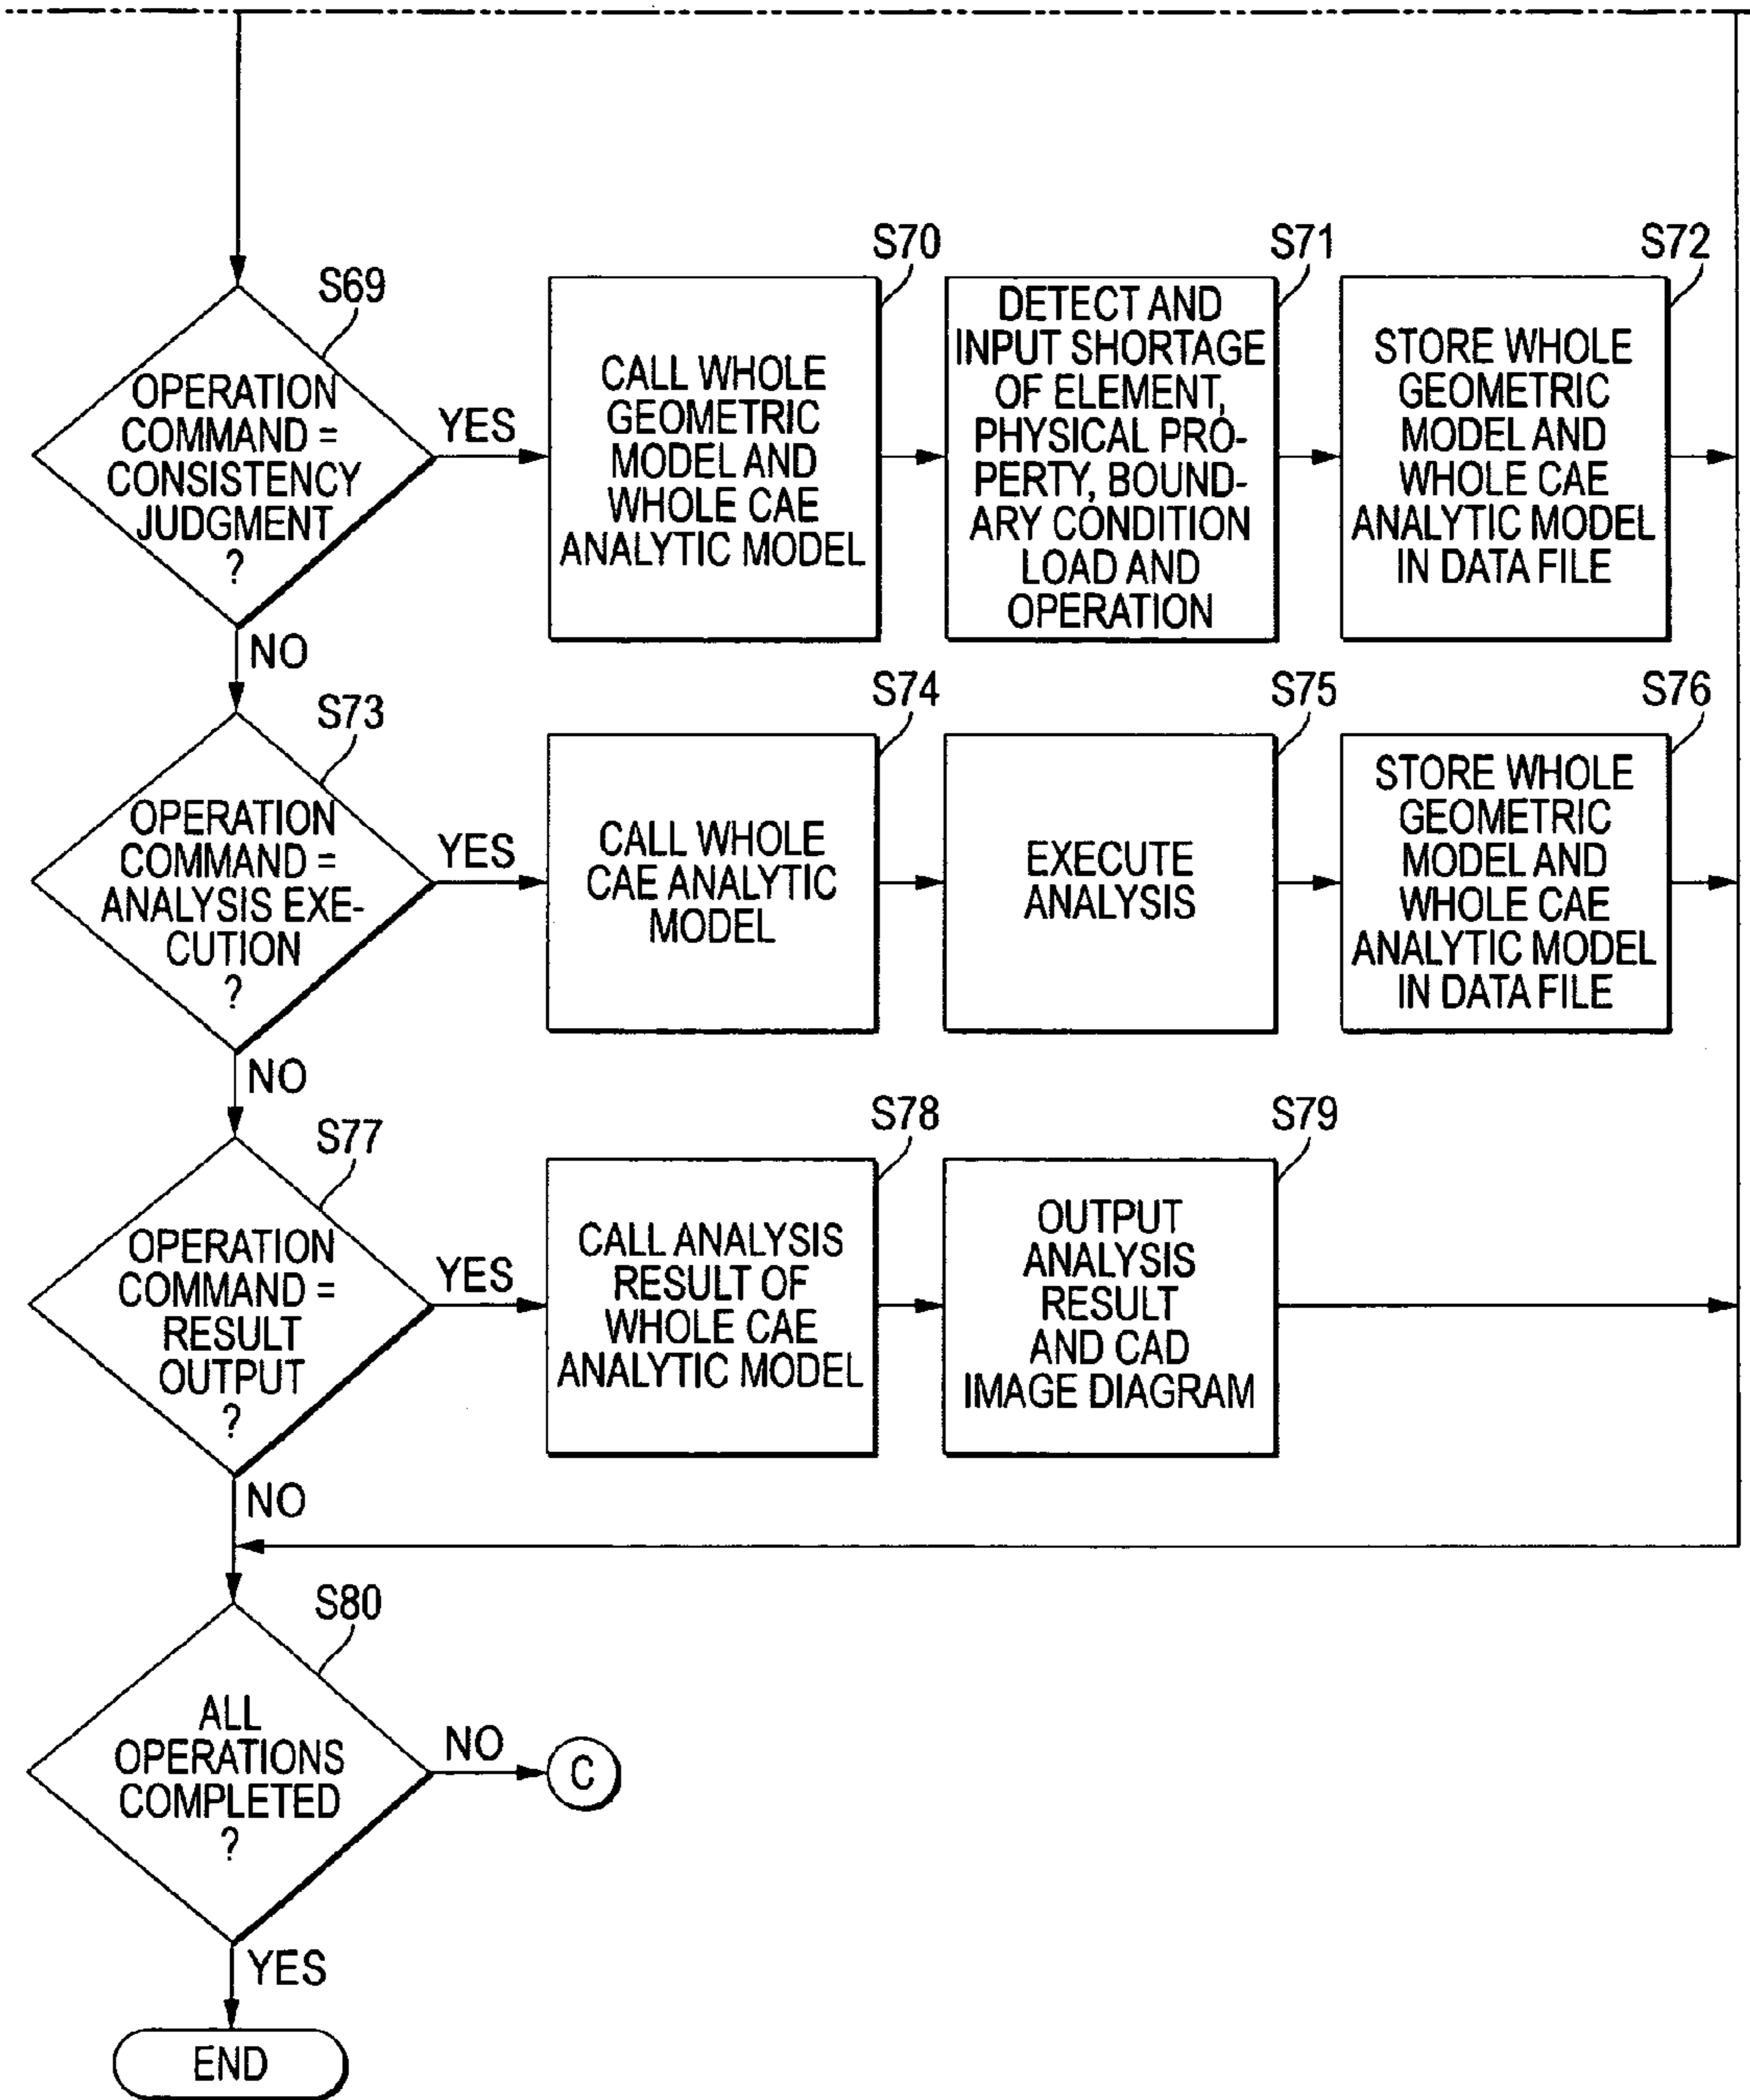 S69
OPERATION
COMMAND =
CONSISTENCY
JUDGMENT
?
YES
S70
CALL WHOLE
GEOMETRIC
MODEL AND
WHOLE CAE
ANALYTIC MODEL
S71
DETECT AND
INPUT SHORTAGE
OF ELEMENT,
PHYSICAL PRO-
PERTY, BOUND-
ARY CONDITION
LOAD AND
OPERATION
S72
STORE WHOLE
GEOMETRIC
MODEL AND
WHOLE CAE
ANALYTIC MODEL
IN DATA FILE
NO
S73
OPERATION
COMMAND =
ANALYSIS EXE-
CUTION
?
YES
S74
CALL WHOLE
CAE ANALYTIC
MODEL
S75
EXECUTE
ANALYSIS
S76
STORE WHOLE
GEOMETRIC
MODEL AND
WHOLE CAE
ANALYTIC MODEL
IN DATA FILE
NO
S77
OPERATION
COMMAND =
RESULT
OUTPUT
?
YES
S78
CALL ANALYSIS
RESULT OF
WHOLE CAE
ANALYTIC MODEL
S79
OUTPUT
ANALYSIS
RESULT
AND CAD
IMAGE DIAGRAM
NO
S80
ALL
OPERATIONS
COMPLETED
?
NO
C
YES
END